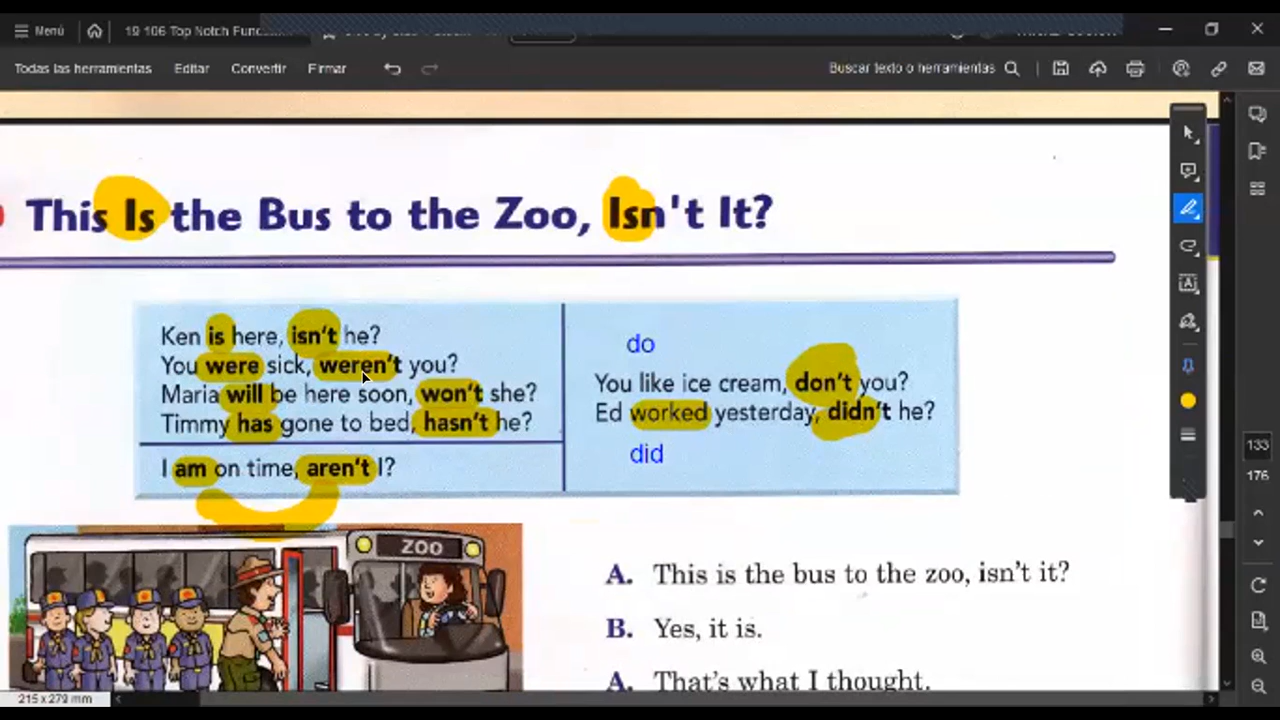 Menú
19 106 Top Notch Func
Todas las herramientas
Editar
Convertir
Firmar
Buscar texto o herramientas
This Is the Bus to the Zoo, Isn't It?
Ken is here, isn't he?
You were sick, weren't you?
Maria will be here soon, won't she?
Timmy has gone to bed, hasn't he?
I am on time, aren't I?
do
You like ice cream, don't you?
Ed worked yesterday, didn't he?
did
ZOO
A. This is the bus to the zoo, isn't it?
B. Yes, it is.
A. That's what I thought.
133
176
215 x 279 mm